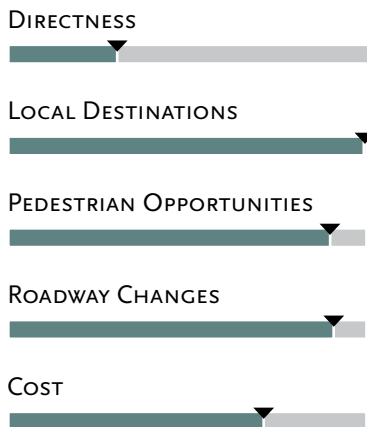 Directness
Local Destinations
Pedestrian Opportunities
Roadway Changes
Cost